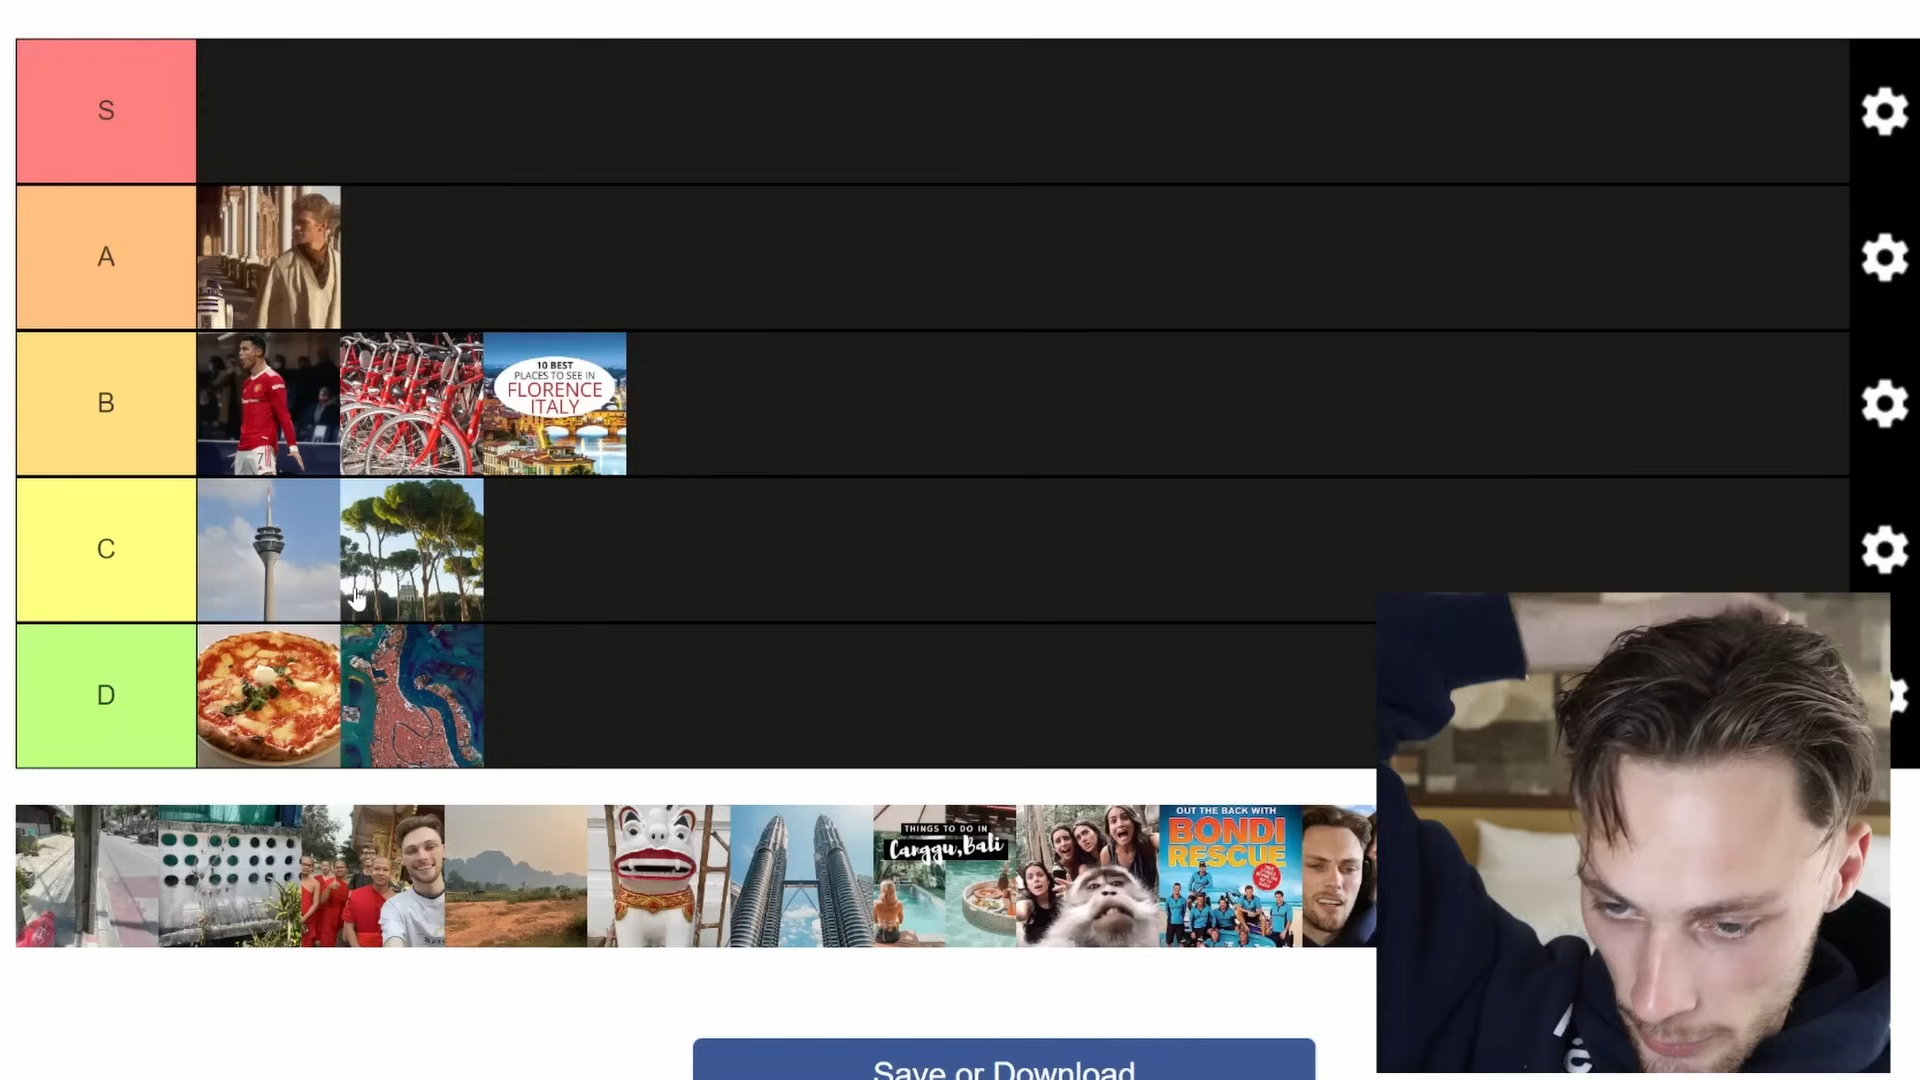 S
A
B
7
10 BEST
PLACES TO SEE IN
FLORENCE
ITALY
C
D
THINGS TO DO IN
Canggu, Bali
OUT THE BACK WITH
BONDI
RESCUE
Save or Download